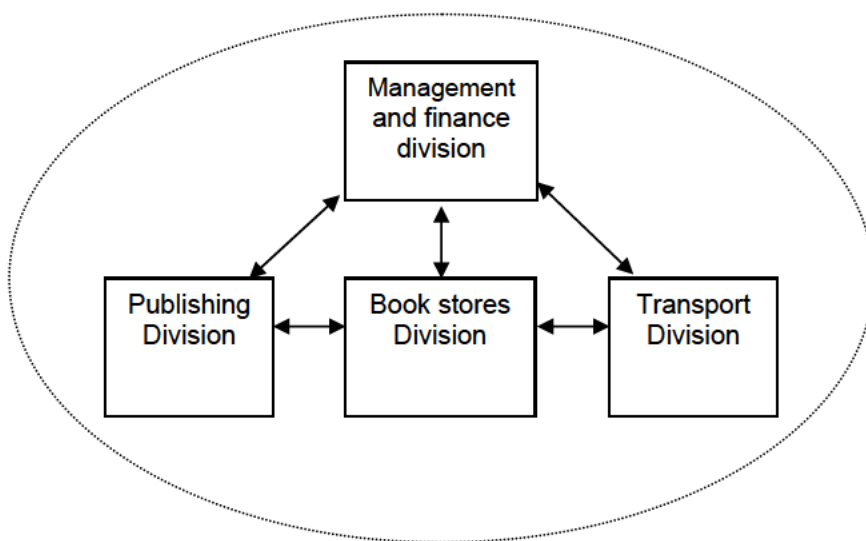 Management
and finance
division
Publishing
Division
Book stores
Division
Transport
Division